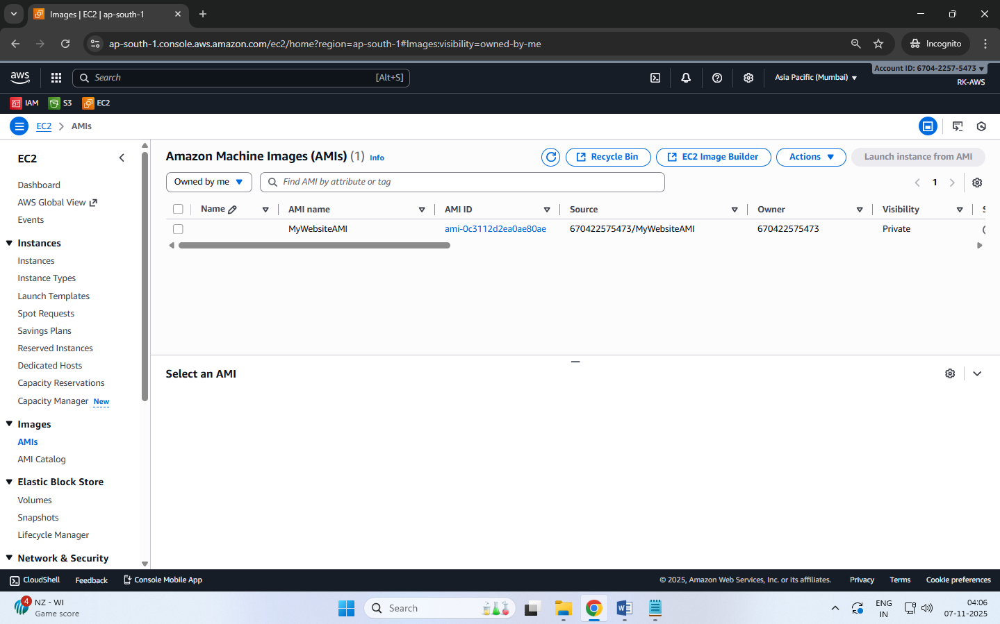 Images | EC2 | ap-south-1
ap-south-1.console.aws.amazon.com/ec2/home?region=ap-south-1#Images:visibility=owned-by-me
Incognito
aws
Search [Alt+S]
Asia Pacific (Mumbai)
Account ID: 6704-2257-5473
RK-AWS
IAM S3 EC2
EC2 AMIs
EC2
Dashboard
AWS Global View
Events
Instances
Instances
Instance Types
Launch Templates
Spot Requests
Savings Plans
Reserved Instances
Dedicated Hosts
Capacity Reservations
Capacity Manager New
Images
AMIs
AMI Catalog
Elastic Block Store
Volumes
Snapshots
Lifecycle Manager
Network & Security
Amazon Machine Images (AMIs) (1) Info
Recycle Bin
EC2 Image Builder
Actions
Launch instance from AMI
Owned by me
Find AMI by attribute or tag
1
Name AMI name AMI ID Source Owner Visibility
MyWebsiteAMI ami-0c3112d2ea0ae80ae 670422575473/MyWebsiteAMI 670422575473 Private
Select an AMI
CloudShell Feedback Console Mobile App
© 2025, Amazon Web Services, Inc. or its affiliates. Privacy Terms Cookie preferences
4
NZ - WI
Game score
Search
ENG
IN
04:06
07-11-2025